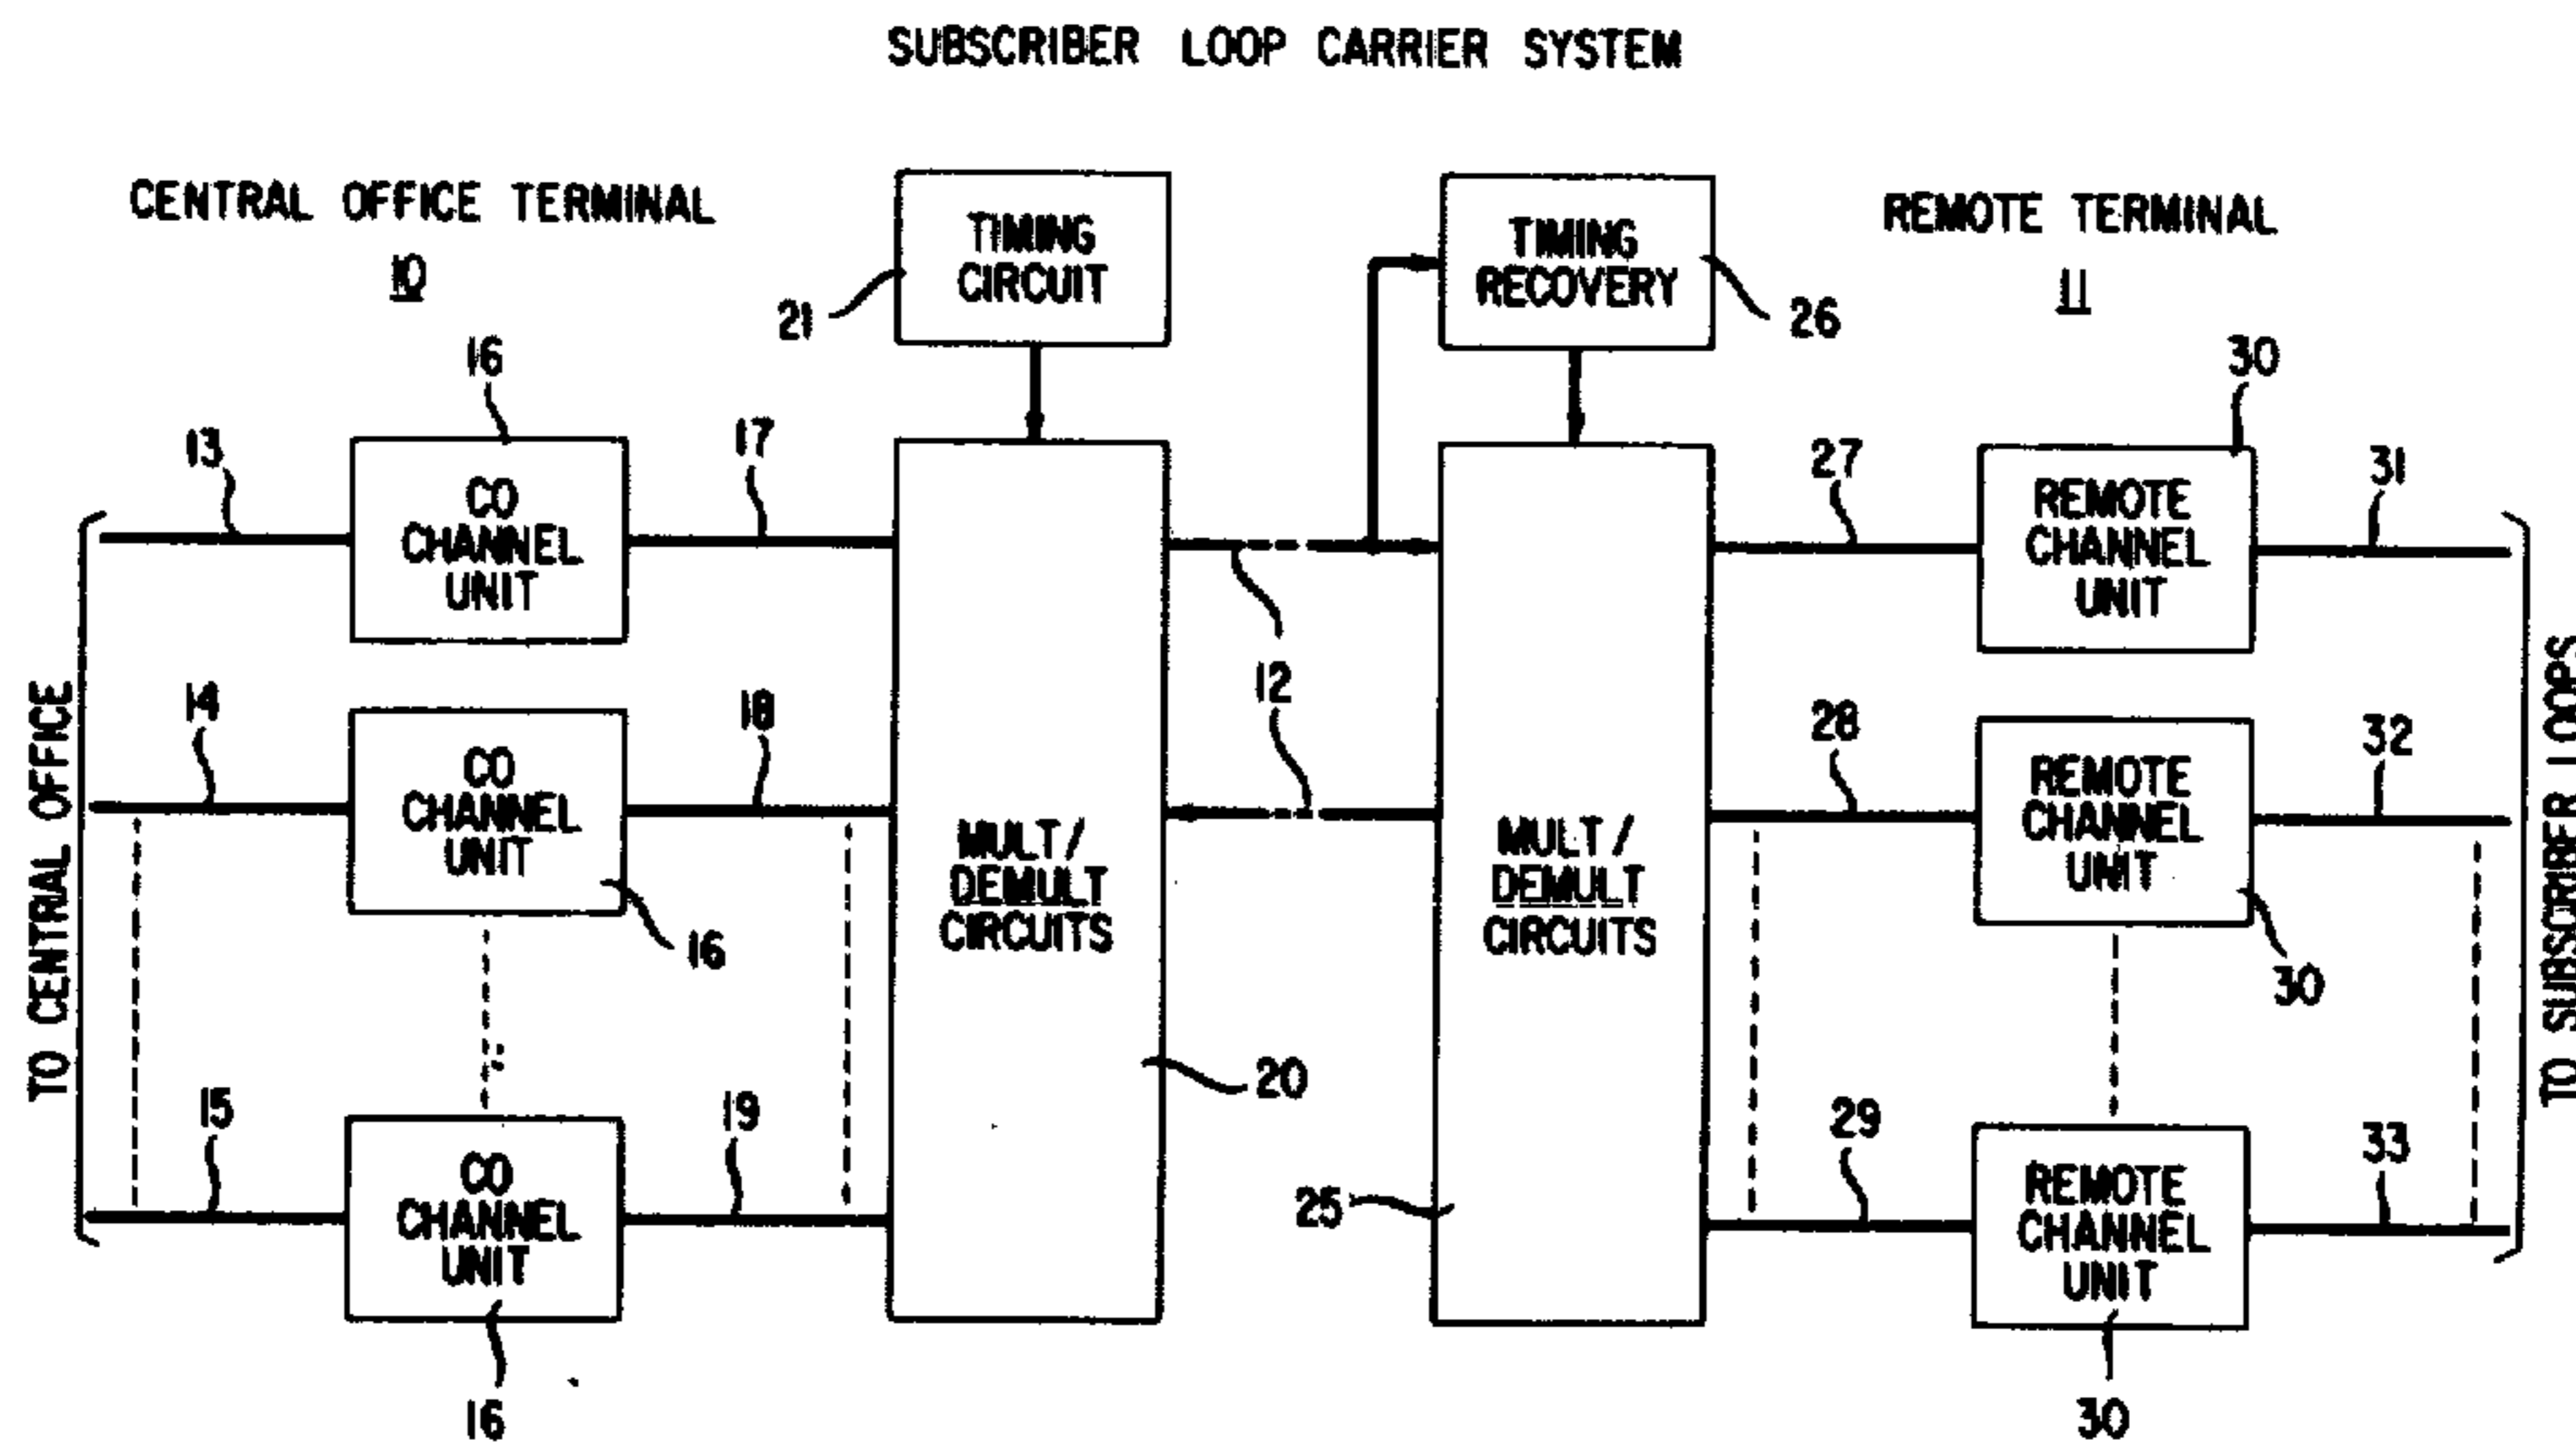 SUBSCRIBER LOOP CARRIER SYSTEM
CENTRAL OFFICE TERMINAL
10
TIMING
CIRCUIT
21
TIMING
RECOVERY
26
REMOTE TERMINAL
11
16
30
13
CO
CHANNEL
UNIT
17
27
REMOTE
CHANNEL
UNIT
31
12
14
CO
CHANNEL
UNIT
16
18
28
REMOTE
CHANNEL
UNIT
30
32
MULT/
DEMULT
CIRCUITS
20
MULT/
DEMULT
CIRCUITS
25
15
CO
CHANNEL
UNIT
16
19
29
REMOTE
CHANNEL
UNIT
30
33
TO CENTRAL OFFICE
TO SUBSCRIBER LOOPS